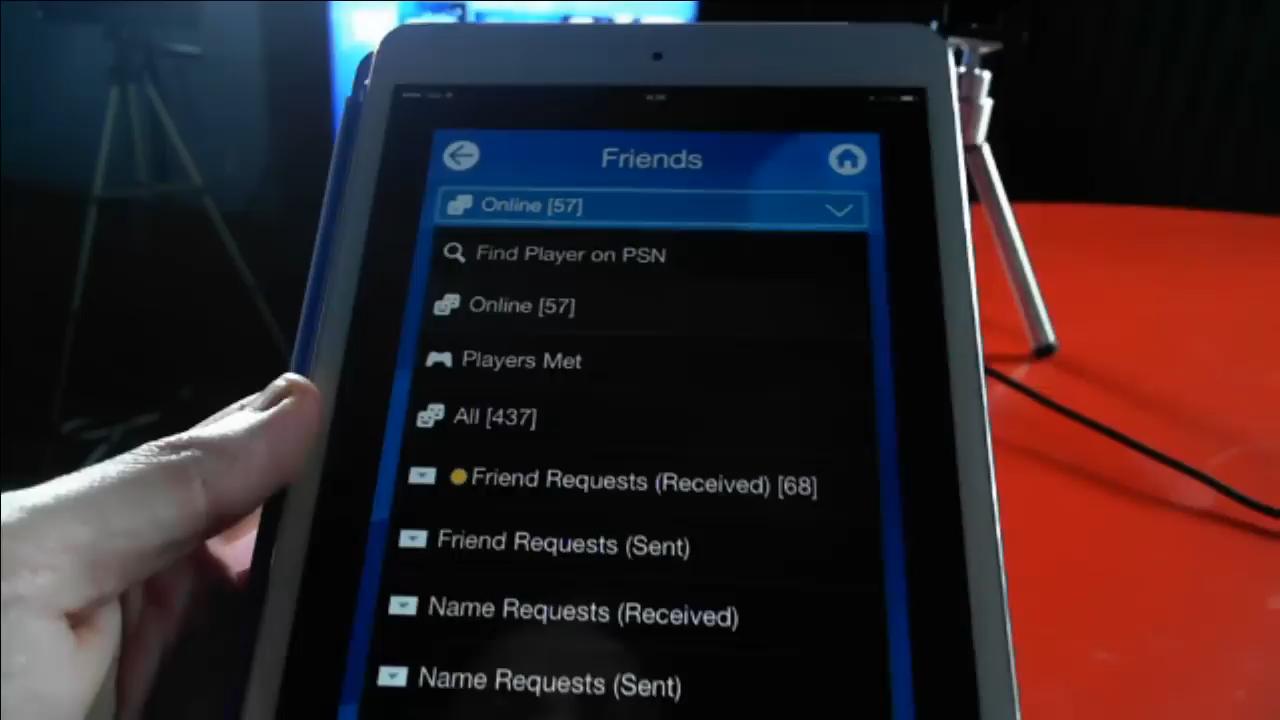 Friends
Online [57]
Find Player on PSN
Online [57]
Players Met
All [437]
Friend Requests (Received) [68]
Friend Requests (Sent)
Name Requests (Received)
Name Requests (Sent)